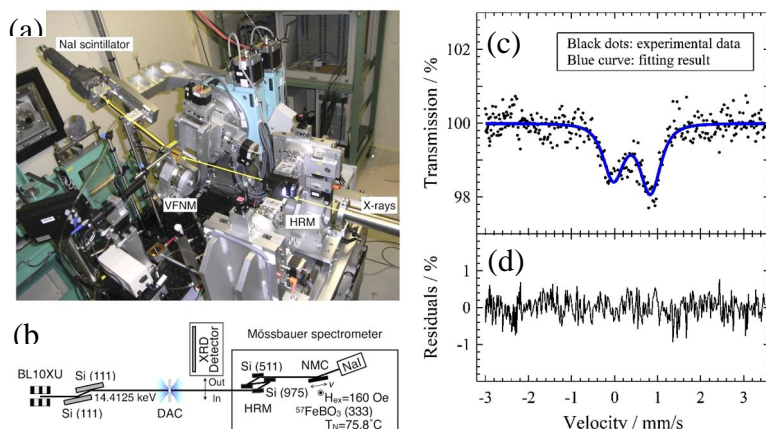 (a)
NaI scintillator
VFNM
HRM
X-rays
(b)
BL10XU
Si (111)
Si (111)
14.4125 keV
DAC
XRD
Detector
Out
In
Mössbauer spectrometer
Si (511)
HRM
Si (975)
NMC
NaI
v
Hex=160 Oe
57FeBO3 (333)
TN=75.8°C
(c)
Black dots: experimental data
Blue curve: fitting result
Transmission / %
102
100
98
(d)
Residuals / %
1
0
-1
-3 -2 -1 0 1 2 3
Velocity / mm/s